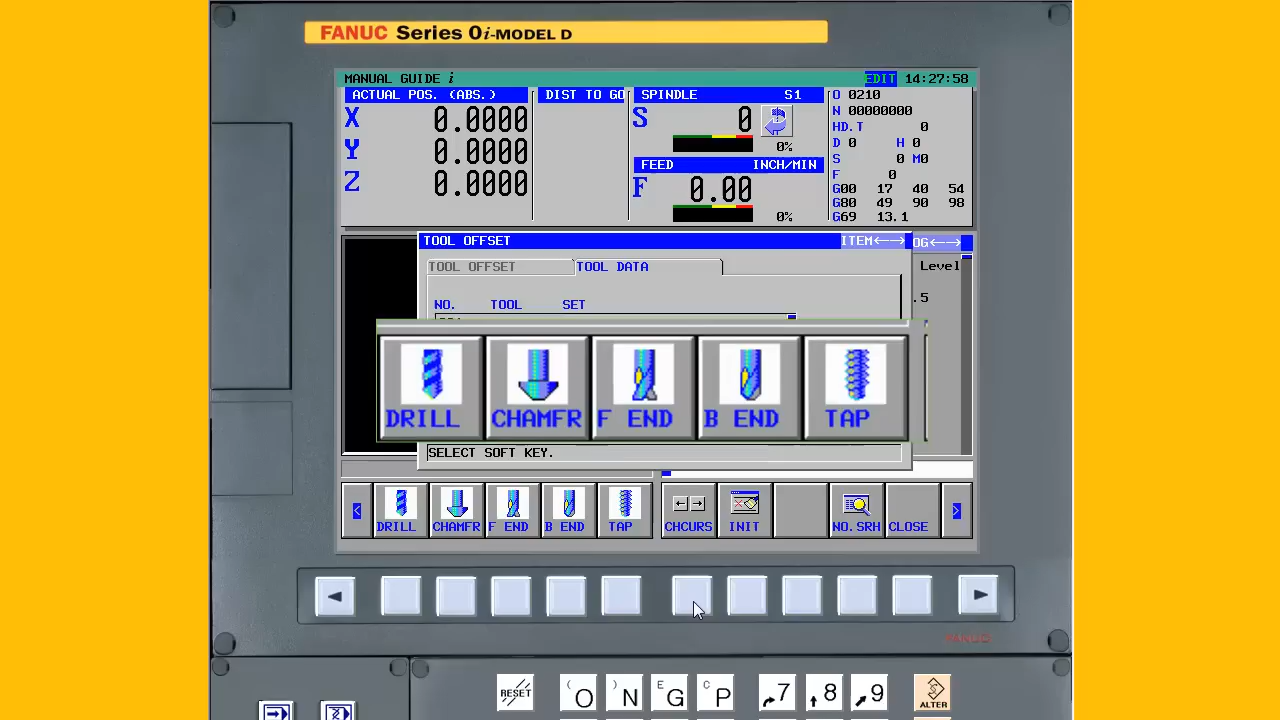 FANUC Series 0i-MODEL D
MANUAL GUIDE i EDIT 14:27:58
ACTUAL POS. (ABS.) DIST TO GO SPINDLE S1 O 0210
X 0.0000 S 0 N 00000000
0% HD.T 0
Y 0.0000 D 0 H 0
FEED INCH/MIN S 0 M0
Z 0.0000 F 0.00 F 0
G00 17 40 54
G80 49 90 98
0% G69 13.1
TOOL OFFSET ITEM←→ OG←→
TOOL OFFSET TOOL DATA Level
.5
NO. TOOL SET
DRILL CHAMFR F END B END TAP
SELECT SOFT KEY.
< DRILL CHAMFR F END B END TAP ←→ CHCURS INIT NO.SRH CLOSE >
◄ ►
FANUC
RESET ( O ) N E G C P 7 8 9 ALTER